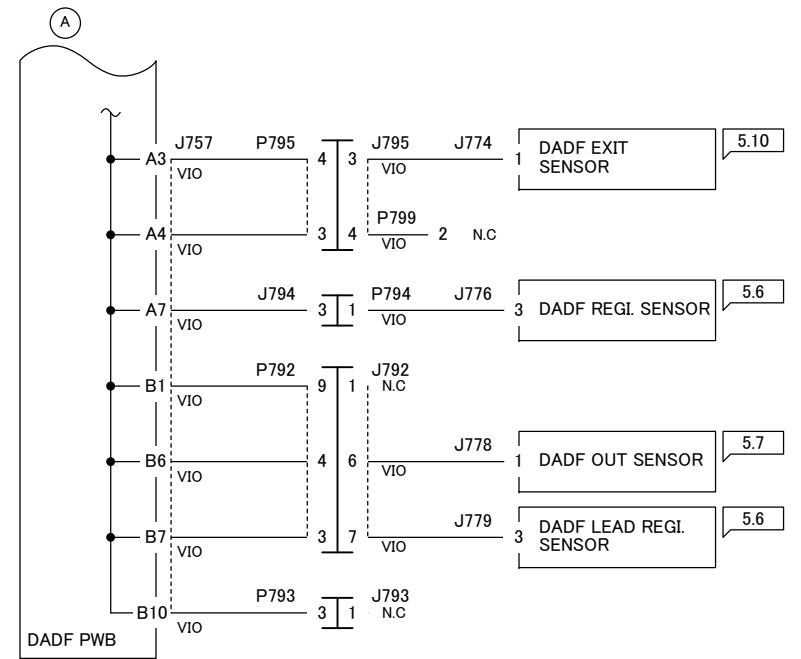 A
J757 P795 J795 J774 5.10
A3 4 3 1 DADF EXIT
VIO VIO SENSOR
P799
A4 3 4 2 N.C
VIO VIO
J794 P794 J776 5.6
A7 3 1 3 DADF REGI. SENSOR
VIO VIO
P792 J792
B1 9 1 N.C
VIO
J778 5.7
B6 4 6 1 DADF OUT SENSOR
VIO VIO
J779 5.6
B7 3 7 3 DADF LEAD REGI.
VIO VIO SENSOR
P793 J793
B10 3 1 N.C
VIO
DADF PWB